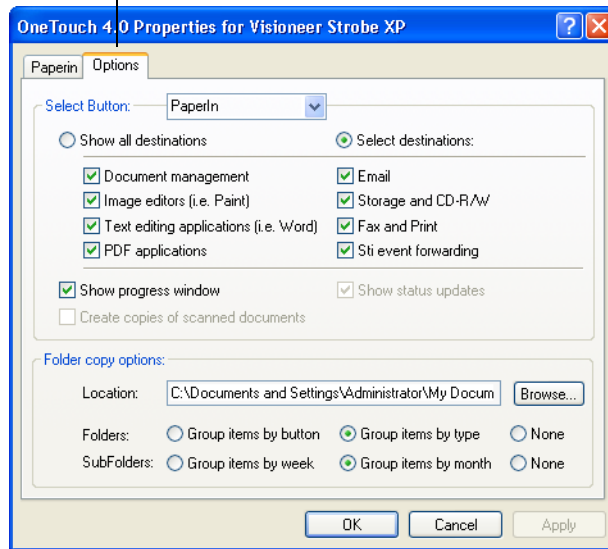 OneTouch 4.0 Properties for Visioneer Strobe XP
Paperin Options
Select Button: PaperIn
Show all destinations Select destinations:
Document management Email
Image editors (i.e. Paint) Storage and CD-R/W
Text editing applications (i.e. Word) Fax and Print
PDF applications Sti event forwarding
Show progress window Show status updates
Create copies of scanned documents
Folder copy options:
Location: C:\Documents and Settings\Administrator\My Docum Browse...
Folders: Group items by button Group items by type None
SubFolders: Group items by week Group items by month None
OK Cancel Apply